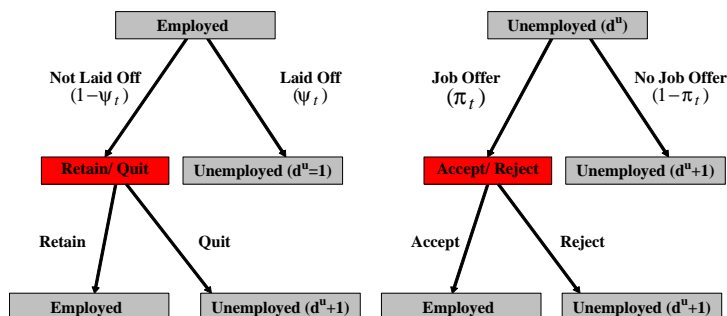 Employed
Unemployed (dᵘ)
Not Laid Off
(1−ψₜ)
Laid Off
(ψₜ)
Job Offer
(πₜ)
No Job Offer
(1−πₜ)
Retain/ Quit
Unemployed (dᵘ=1)
Accept/ Reject
Unemployed (dᵘ+1)
Retain
Quit
Accept
Reject
Employed
Unemployed (dᵘ+1)
Employed
Unemployed (dᵘ+1)